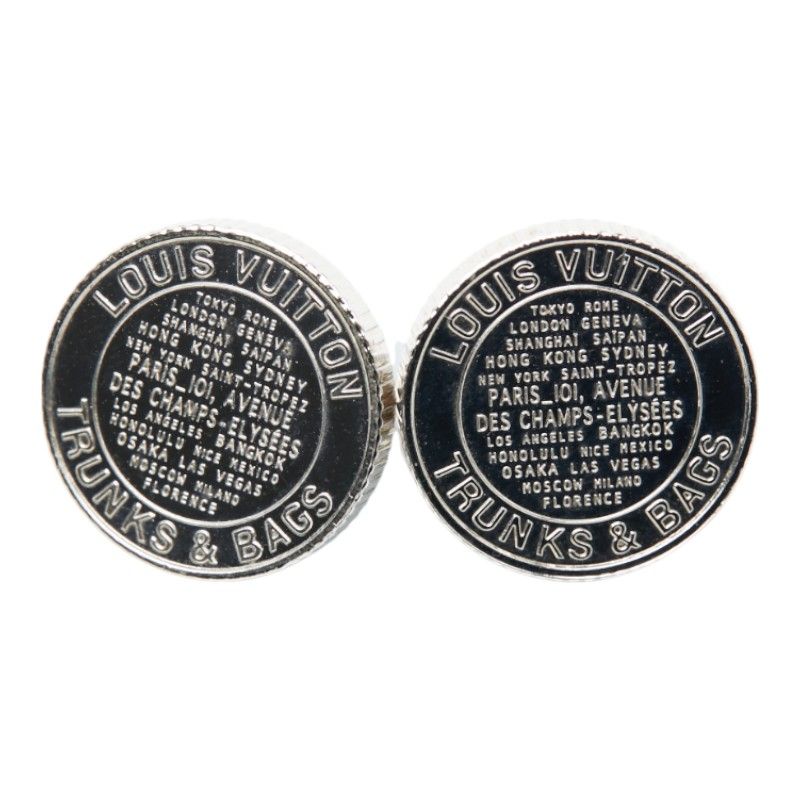 LOUIS VUITTON
TOKYO ROME
LONDON GENEVA
SHANGHAI SAIPAN
HONG KONG SYDNEY
NEW YORK SAINT-TROPEZ
PARIS_101, AVENUE
DES CHAMPS-ELYSÉES
LOS ANGELES BANGKOK
HONOLULU NICE MEXICO
OSAKA LAS VEGAS
MOSCOW MILANO
FLORENCE
TRUNKS & BAGS
LOUIS VUITTON
TOKYO ROME
LONDON GENEVA
SHANGHAI SAIPAN
HONG KONG SYDNEY
NEW YORK SAINT-TROPEZ
PARIS_101, AVENUE
DES CHAMPS-ELYSÉES
LOS ANGELES BANGKOK
HONOLULU NICE MEXICO
OSAKA LAS VEGAS
MOSCOW MILANO
FLORENCE
TRUNKS & BAGS